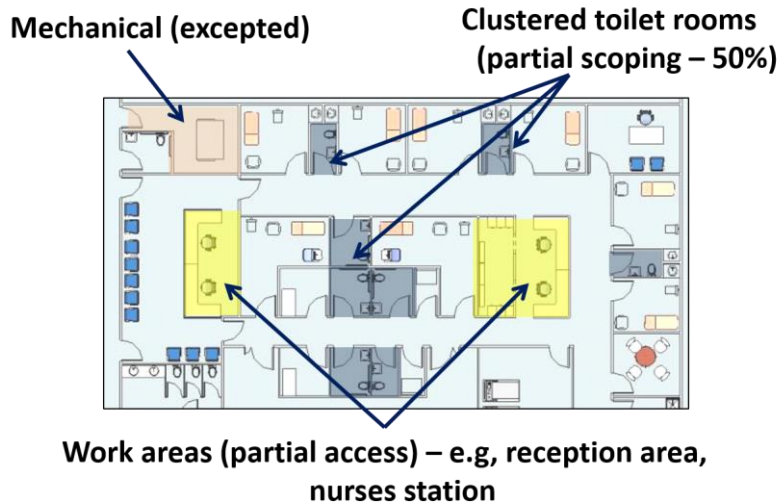 Mechanical (excepted)
Clustered toilet rooms
(partial scoping – 50%)
Work areas (partial access) – e.g, reception area,
nurses station